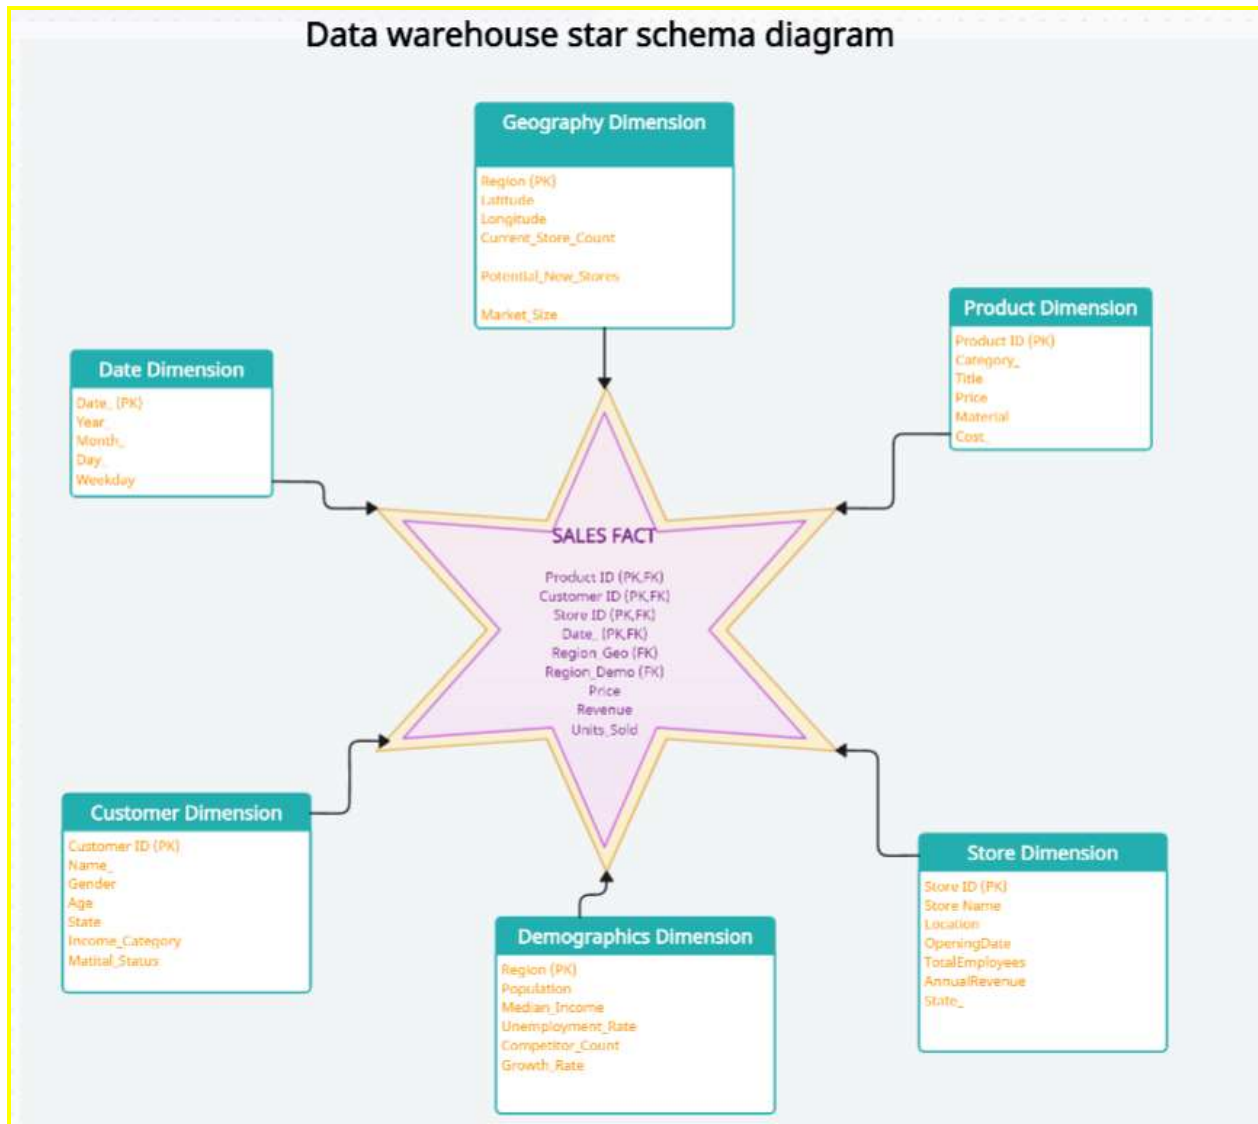 Data warehouse star schema diagram
Geography Dimension
Region (PK)
Latitude
Longitude
Current_Store_Count
Potential_New_Stores
Market_Size
Product Dimension
Product ID (PK)
Category_
Title
Price
Material
Cost_
Date Dimension
Date_ (PK)
Year_
Month_
Day_
Weekday
SALES FACT
Product ID (PK,FK)
Customer ID (PK,FK)
Store ID (PK,FK)
Date_ (PK,FK)
Region_Geo (FK)
Region_Demo (FK)
Price
Revenue
Units_Sold
Customer Dimension
Customer ID (PK)
Name_
Gender
Age
State
Income_Category
Matital_Status
Demographics Dimension
Region (PK)
Population
Median_Income
Unemployment_Rate
Competitor_Count
Growth_Rate
Store Dimension
Store ID (PK)
Store Name
Location
OpeningDate
TotalEmployees
AnnualRevenue
State_